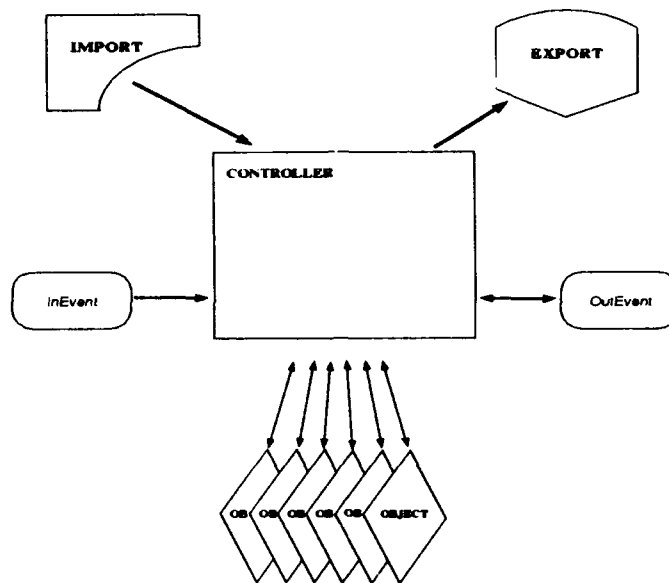 IMPORT
EXPORT
CONTROLLER
InEvent
OutEvent
OB
OB
OB
OB
OB
OBJECT